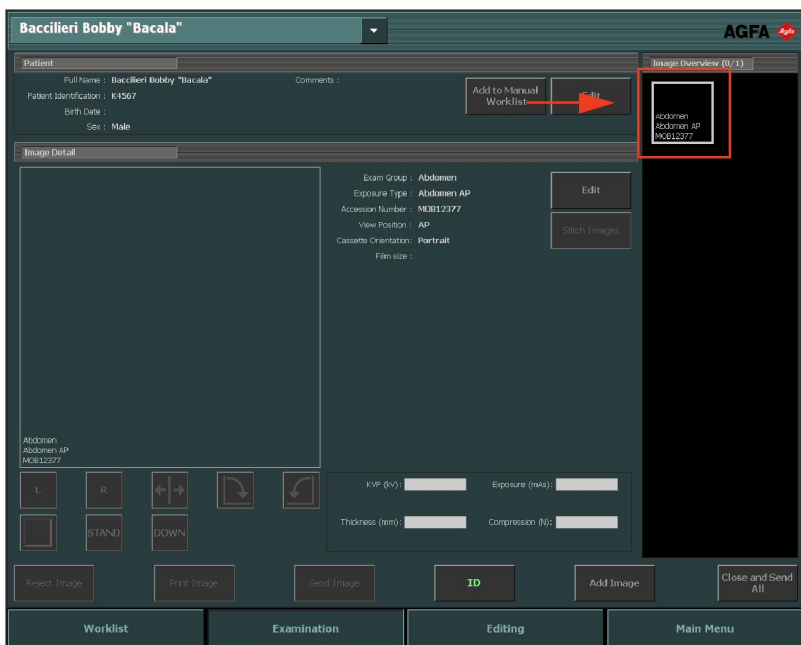 Baccilieri Bobby "Bacala"
AGFA Agfa
Patient
Full Name : Baccilieri Bobby "Bacala"
Comments :
Patient Identification : K4567
Birth Date :
Sex : Male
Add to Manual
Worklist
Edit
Image Overview (0/1)
Abdomen
Abdomen AP
MOB12377
Image Detail
Exam Group : Abdomen
Exposure Type : Abdomen AP
Accession Number : MOB12377
View Position : AP
Cassette Orientation: Portrait
Film size :
Edit
Stitch Images
Abdomen
Abdomen AP
MOB12377
L
R
STAND
DOWN
KVP (kV):
Exposure (mAs):
Thickness (mm):
Compression (N):
Reject Image
Print Image
Send Image
ID
Add Image
Close and Send
All
Worklist
Examination
Editing
Main Menu